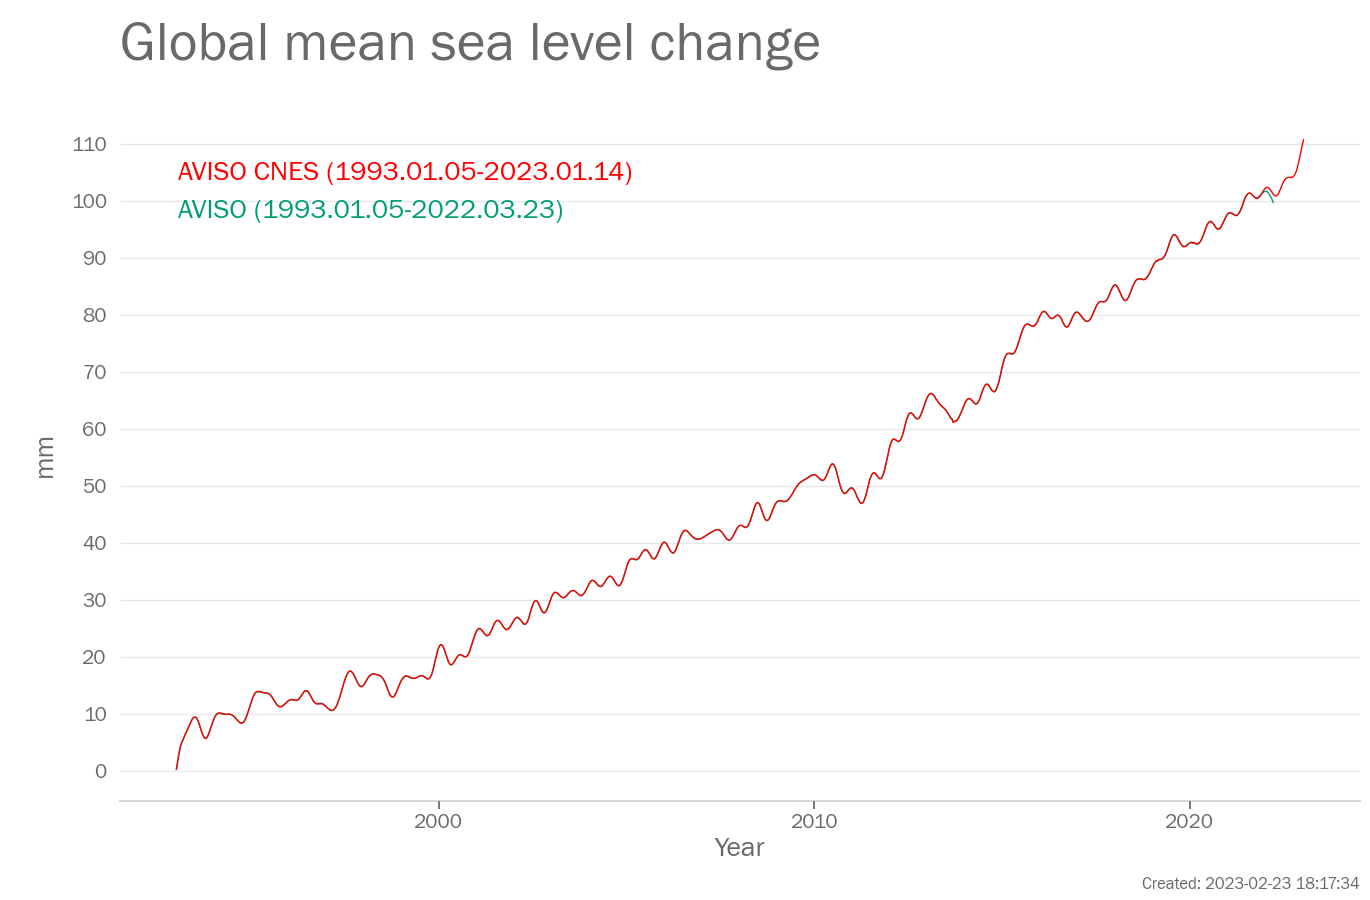 Global mean sea level change
110
AVISO CNES (1993.01.05-2023.01.14)
100
AVISO (1993.01.05-2022.03.23)
90
80
70
60
mm
50
40
30
20
10
0
2000 2010 2020
Year
Created: 2023-02-23 18:17:34